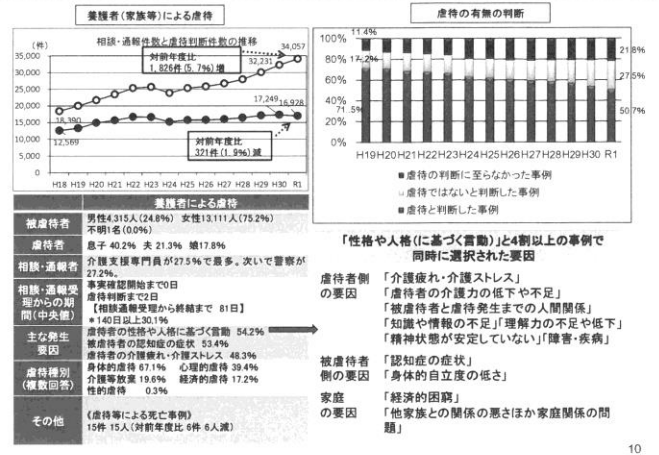 養護者(家族等)による虐待
(件) 相談・通報件数と虐待判断件数の推移
35,000
30,000
25,000
20,000
15,000
10,000
5,000
0
対前年度比
1,826件(5.7%)増
34,057
32,231
18,390
12,569
17,249
16,928
対前年度比
321件(1.9%)減
H18 H19 H20 H21 H22 H23 H24 H25 H26 H27 H28 H29 H30 R1
虐待の有無の判断
100%
80%
60%
40%
20%
0%
11.4%
17.2%
71.5%
21.8%
27.5%
50.7%
H19 H20 H21 H22 H23 H24 H25 H26 H27 H28 H29 H30 R1
■虐待の判断に至らなかった事例
虐待ではないと判断した事例
■虐待と判断した事例
養護者による虐待
被虐待者 男性4,315人(24.8%) 女性13,111人(75.2%)
不明1名(0.0%)
虐待者 息子 40.2% 夫 21.3% 娘17.8%
相談・通報者 介護支援専門員が27.5%で最多。次いで警察が
27.2%。
相談・通報受理からの期間(中央値) 事実確認開始まで0日
虐待判断まで2日
【相談通報受理から終結まで 81日】
*140日以上30.1%
主な発生要因 虐待者の性格や人格に基づく言動 54.2%
被虐待者の認知症の症状 53.4%
虐待者の介護疲れ・介護ストレス 48.3%
虐待種別(複数回答) 身体的虐待 67.1% 心理的虐待 39.4%
介護等放棄 19.6% 経済的虐待 17.2%
性的虐待 0.3%
その他 《虐待等による死亡事例》
15件 15人(対前年度比 6件 6人減)
「性格や人格(に基づく言動)」と4割以上の事例で
同時に選択された要因
虐待者側の要因 「介護疲れ・介護ストレス」
「虐待者の介護力の低下や不足」
「被虐待者と虐待発生までの人間関係」
「知識や情報の不足」「理解力の不足や低下」
「精神状態が安定していない」「障害・疾病」
被虐待者側の要因 「認知症の症状」
「身体的自立度の低さ」
家庭の要因 「経済的困窮」
「他家族との関係の悪さほか家庭関係の問
題」
10